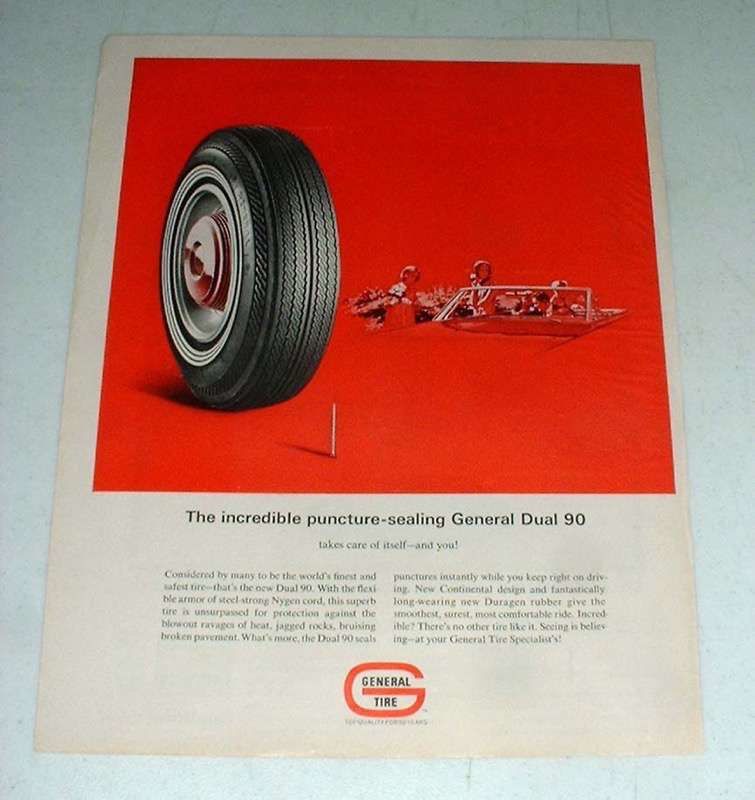 The incredible puncture-sealing General Dual 90
takes care of itself—and you!
Considered by many to be the world's finest and
safest tire—that's the new Dual 90. With the flexi-
ble armor of steel-strong Nygen cord, this superb
tire is unsurpassed for protection against the
blowout ravages of heat, jagged rocks, bruising
broken pavement. What's more, the Dual 90 seals
punctures instantly while you keep right on driv-
ing. New Continental design and fantastically
long-wearing new Duragen rubber give the
smoothest, surest, most comfortable ride. Incred-
ible? There's no other tire like it. Seeing is believ-
ing—at your General Tire Specialist's!
GENERAL
TIRE
TOP QUALITY FOR 50 YEARS